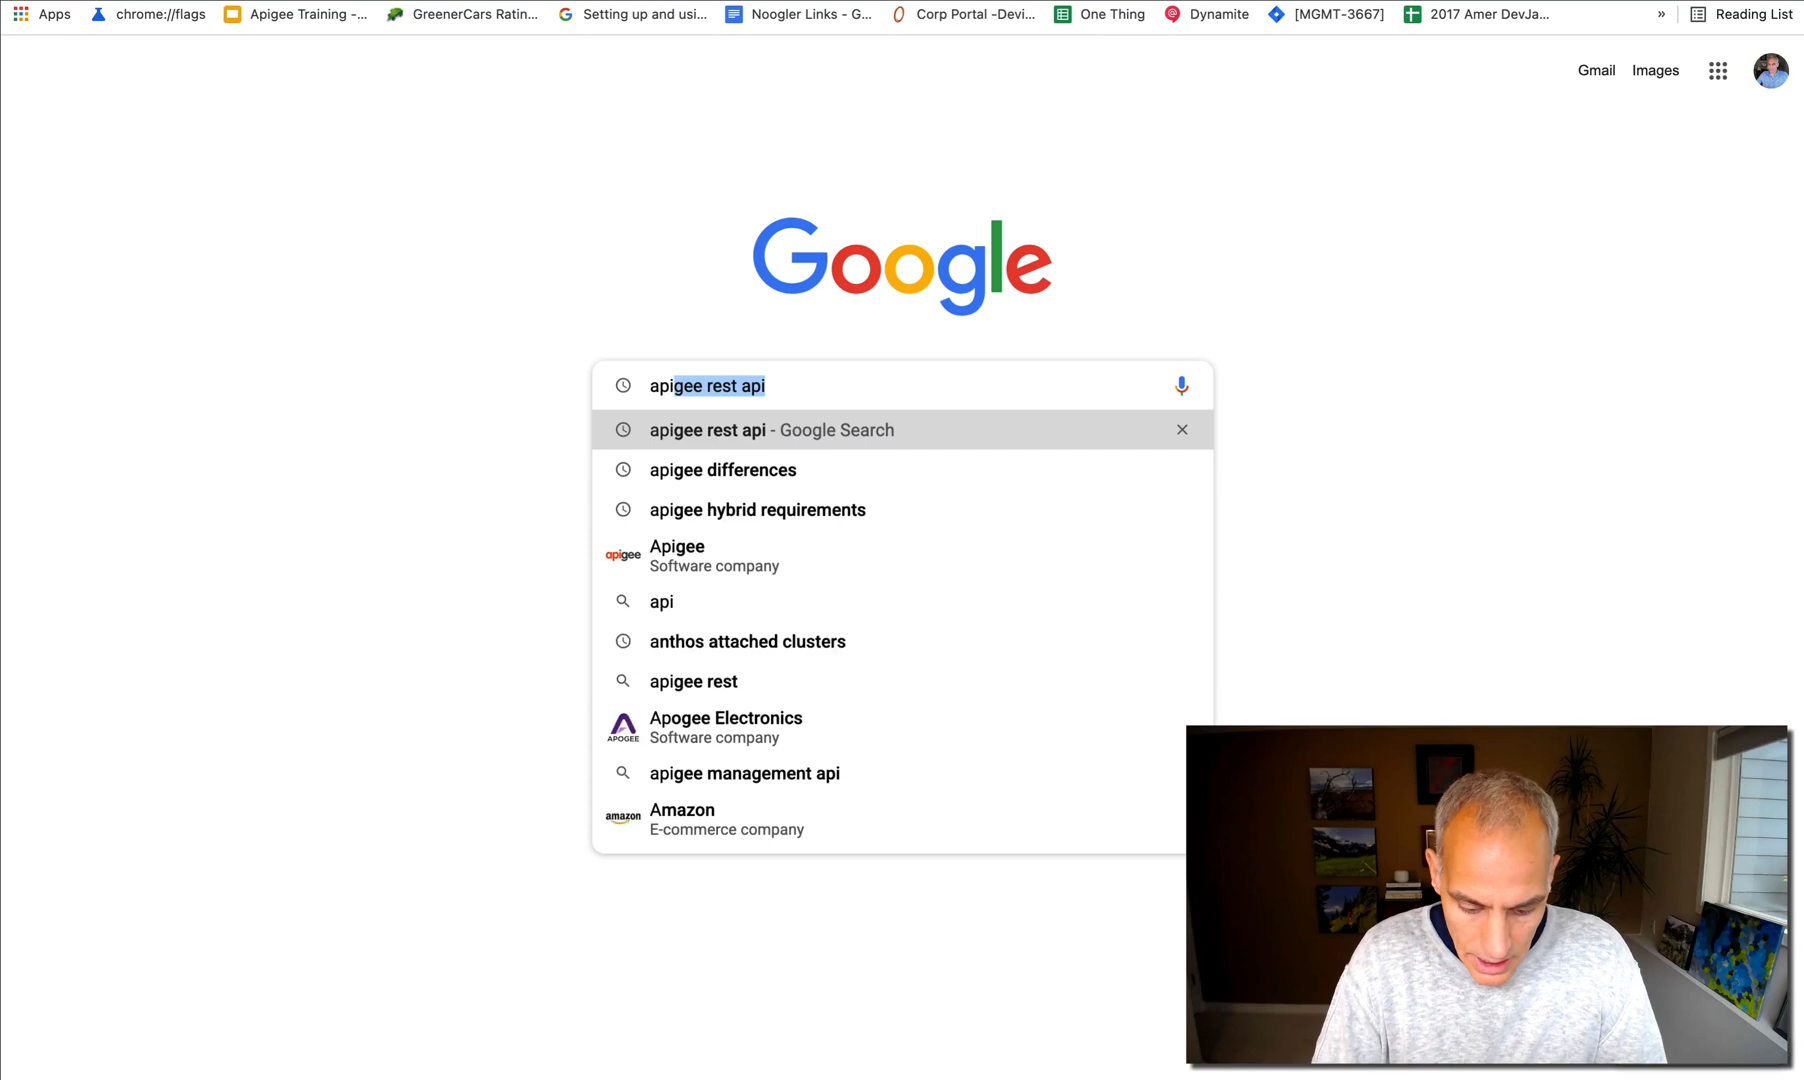 Apps chrome://flags Apigee Training -... GreenerCars Ratin... Setting up and usi... Noogler Links - G... Corp Portal -Devi... One Thing Dynamite [MGMT-3667] 2017 Amer DevJa... » Reading List
Gmail Images
Google
apigee rest api
apigee rest api - Google Search
apigee differences
apigee hybrid requirements
apigee Apigee
Software company
api
anthos attached clusters
apigee rest
Apogee Electronics
APOGEE Software company
apigee management api
amazon Amazon
E-commerce company